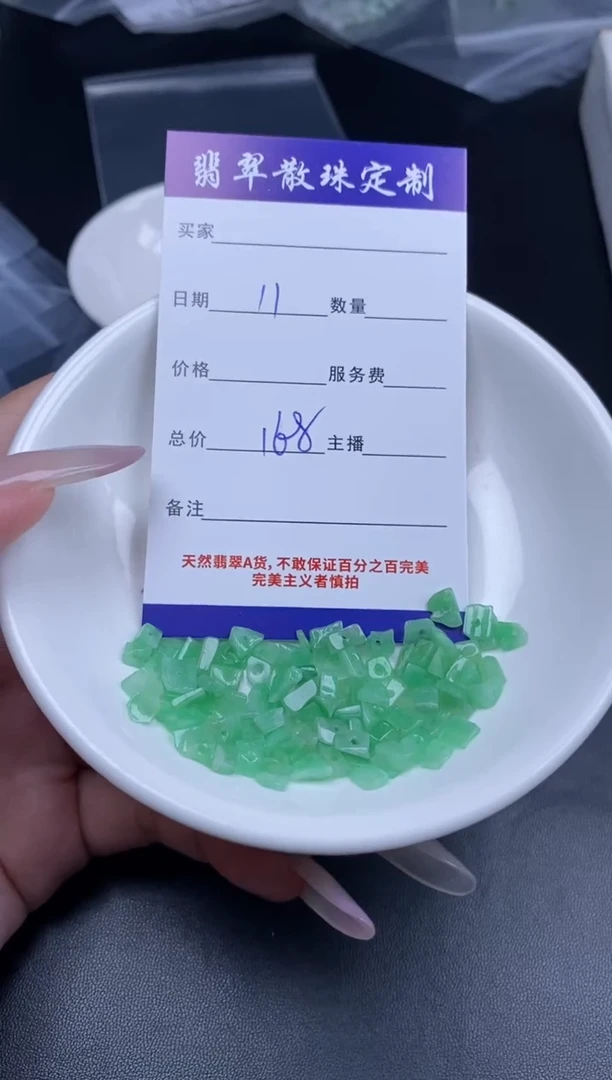 翡翠散珠定制
买家
日期 11 数量
价格 服务费
总价 168 主播
备注
天然翡翠A货,不敢保证百分之百完美
完美主义者慎拍